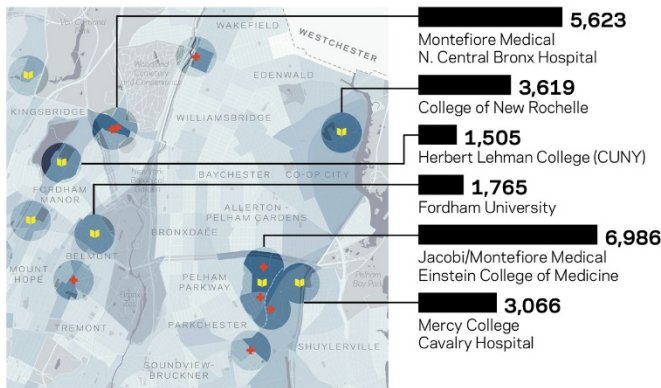 WAKEFIELD
WESTCHESTER
EDENWALD
KINGSBRIDGE
WILLIAMSBRIDGE
BAYCHESTER
CO-OP CITY
FORDHAM
MANOR
ALLERTON -
PELHAM GARDENS
BRONXDALE
BELMONT
MOUNT
HOPE
PELHAM
PARKWAY
Pelham
Bay Park
TREMONT
PARKCHESTER
SHUYLERVILLE
SOUNDVIEW-
BRUCKNER
5,623
Montefiore Medical
N. Central Bronx Hospital
3,619
College of New Rochelle
1,505
Herbert Lehman College (CUNY)
1,765
Fordham University
6,986
Jacobi/Montefiore Medical
Einstein College of Medicine
3,066
Mercy College
Cavalry Hospital